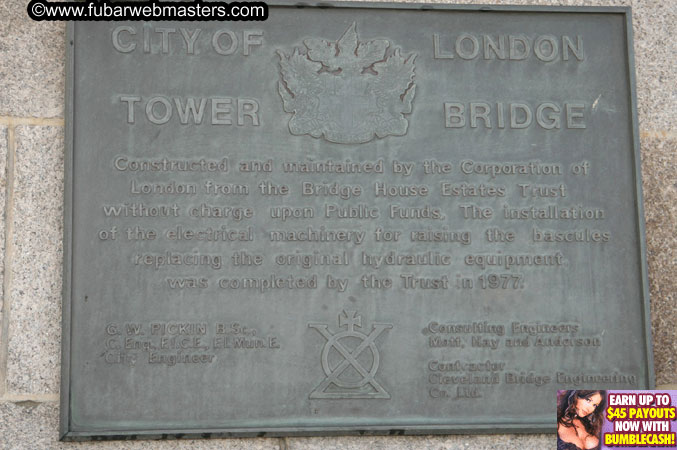 ©www.fubarwebmasters.com
CITY OF LONDON
TOWER BRIDGE
Constructed and maintained by the Corporation of
London from the Bridge House Estates Trust
without charge upon Public Funds. The installation
of the electrical machinery for raising the bascules
replacing the original hydraulic equipment
was completed by the Trust in 1977.
G. W. PICKIN B.Sc.,
C. Eng., F.I.C.E., F.I.Mun.E.
City Engineer
Consulting Engineers
Mott, Hay and Anderson
Contractor
Cleveland Bridge Engineering
Co. Ltd.
EARN UP TO
$45 PAYOUTS
NOW WITH
BUMBLECASH!